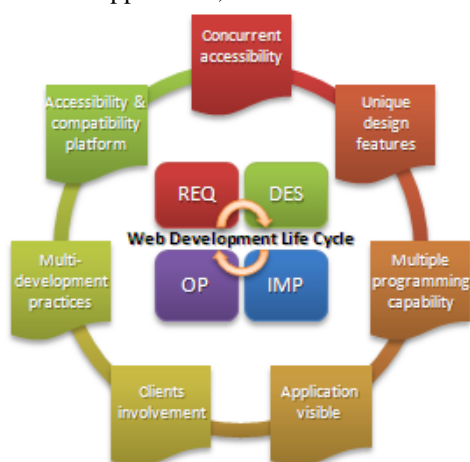 Concurrent
accessibility
Unique
design
features
Multiple
programming
capability
Application
visible
Clients
involvement
Multi-
development
practices
Accessibility &
compatibility
platform
REQ
DES
Web Development Life Cycle
OP
IMP